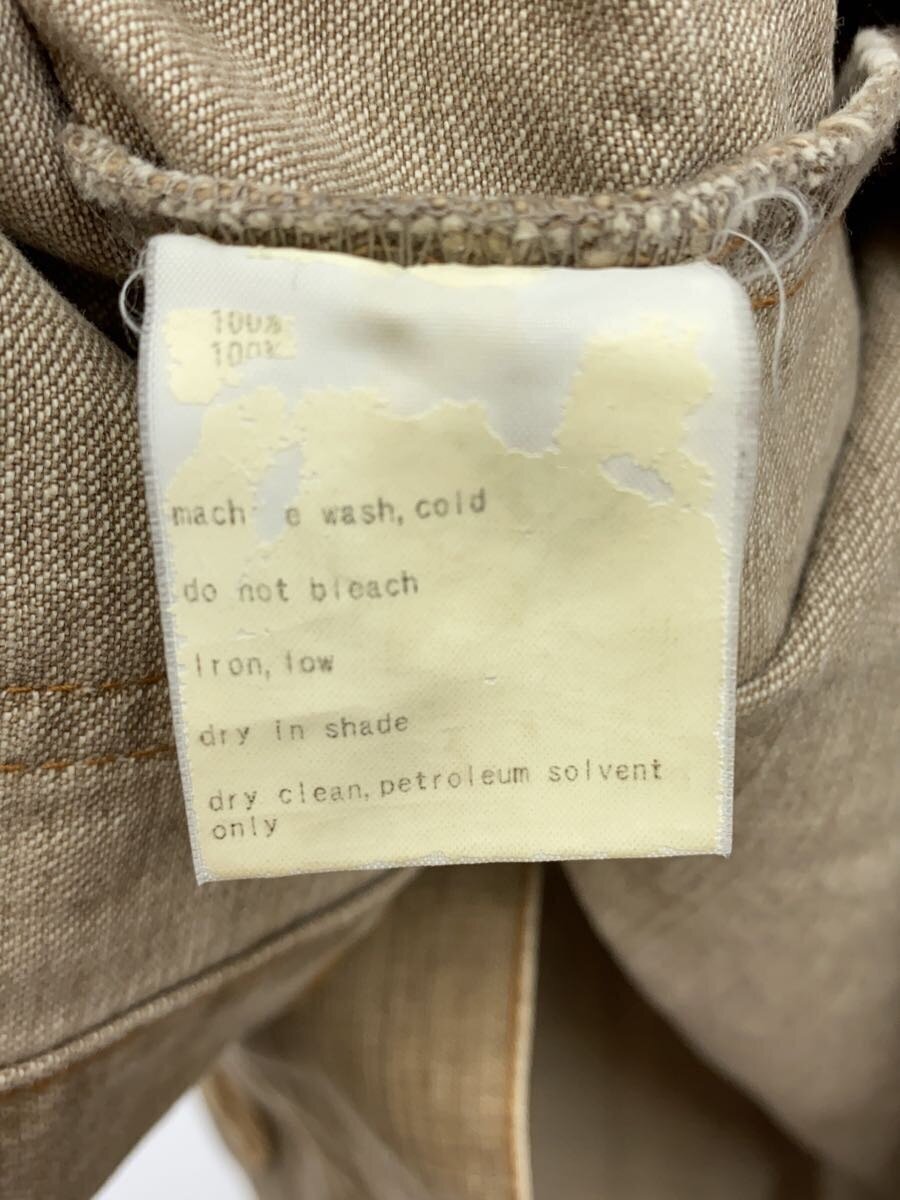 100%
100%
mach e wash, cold
do not bleach
Iron, low
dry in shade
dry clean, petroleum solvent
only